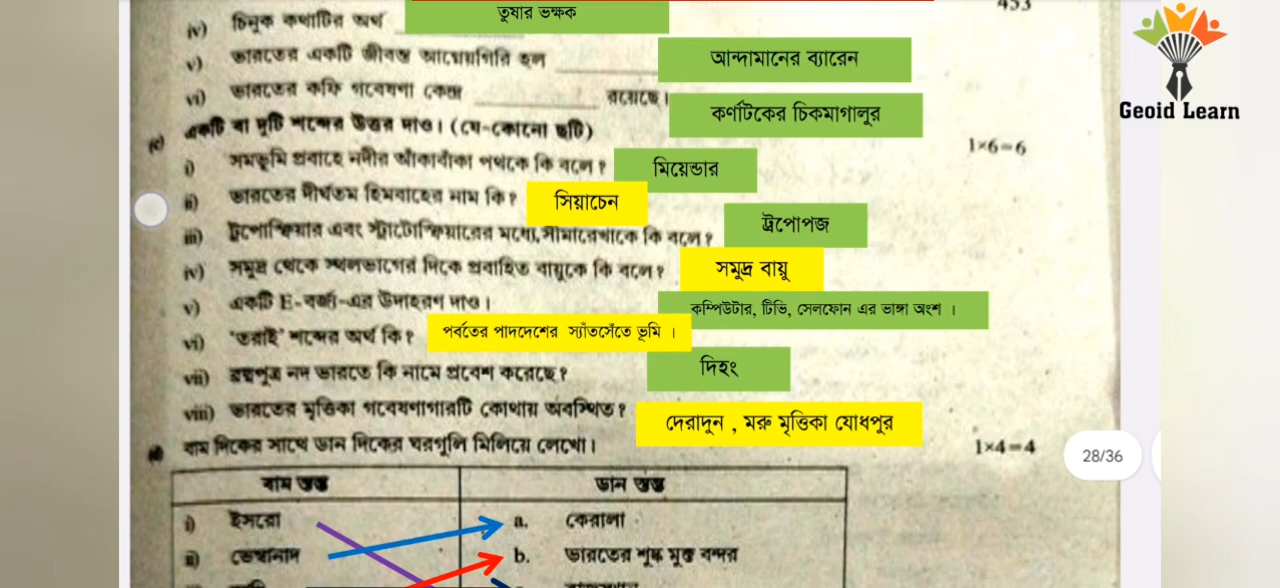 453
iv) চিনুক কথাটির অর্থ ________ তুষার ভক্ষক
v) ভারতের একটি জীবন্ত আগ্নেয়গিরি হল ________ আন্দামানের ব্যারেন
vi) ভারতের কফি গবেষণা কেন্দ্র ________ রয়েছে। কর্ণাটকের চিকমাগালুর
Geoid Learn
(c) একটি বা দুটি শব্দের উত্তর দাও। (যে-কোনো ছটি) 1×6=6
i) সমভূমি প্রবাহে নদীর আঁকাবাঁকা পথকে কি বলে? মিয়েন্ডার
ii) ভারতের দীর্ঘতম হিমবাহের নাম কি? সিয়াচেন
iii) ট্রপোস্ফিয়ার এবং স্ট্রাটোস্ফিয়ারের মধ্যে, সীমারেখাকে কি বলে? ট্রপোপজ
iv) সমুদ্র থেকে স্থলভাগের দিকে প্রবাহিত বায়ুকে কি বলে? সমুদ্র বায়ু
v) একটি E-বর্জ্য-এর উদাহরণ দাও। কম্পিউটার, টিভি, সেলফোন এর ভাঙ্গা অংশ ।
vi) 'তরাই' শব্দের অর্থ কি? পর্বতের পাদদেশের স্যাঁতসেঁতে ভূমি ।
vii) ব্রহ্মপুত্র নদ ভারতে কি নামে প্রবেশ করেছে? দিহং
viii) ভারতের মৃত্তিকা গবেষণাগারটি কোথায় অবস্থিত? দেরাদুন , মরু মৃত্তিকা যোধপুর
বাম দিকের সাথে ডান দিকের ঘরগুলি মিলিয়ে লেখো। 1×4=4
28/36
বাম স্তম্ভ ডান স্তম্ভ
i) ইসরো a. কেরালা
ii) ভেম্বানাদ b. ভারতের শুল্ক মুক্ত বন্দর